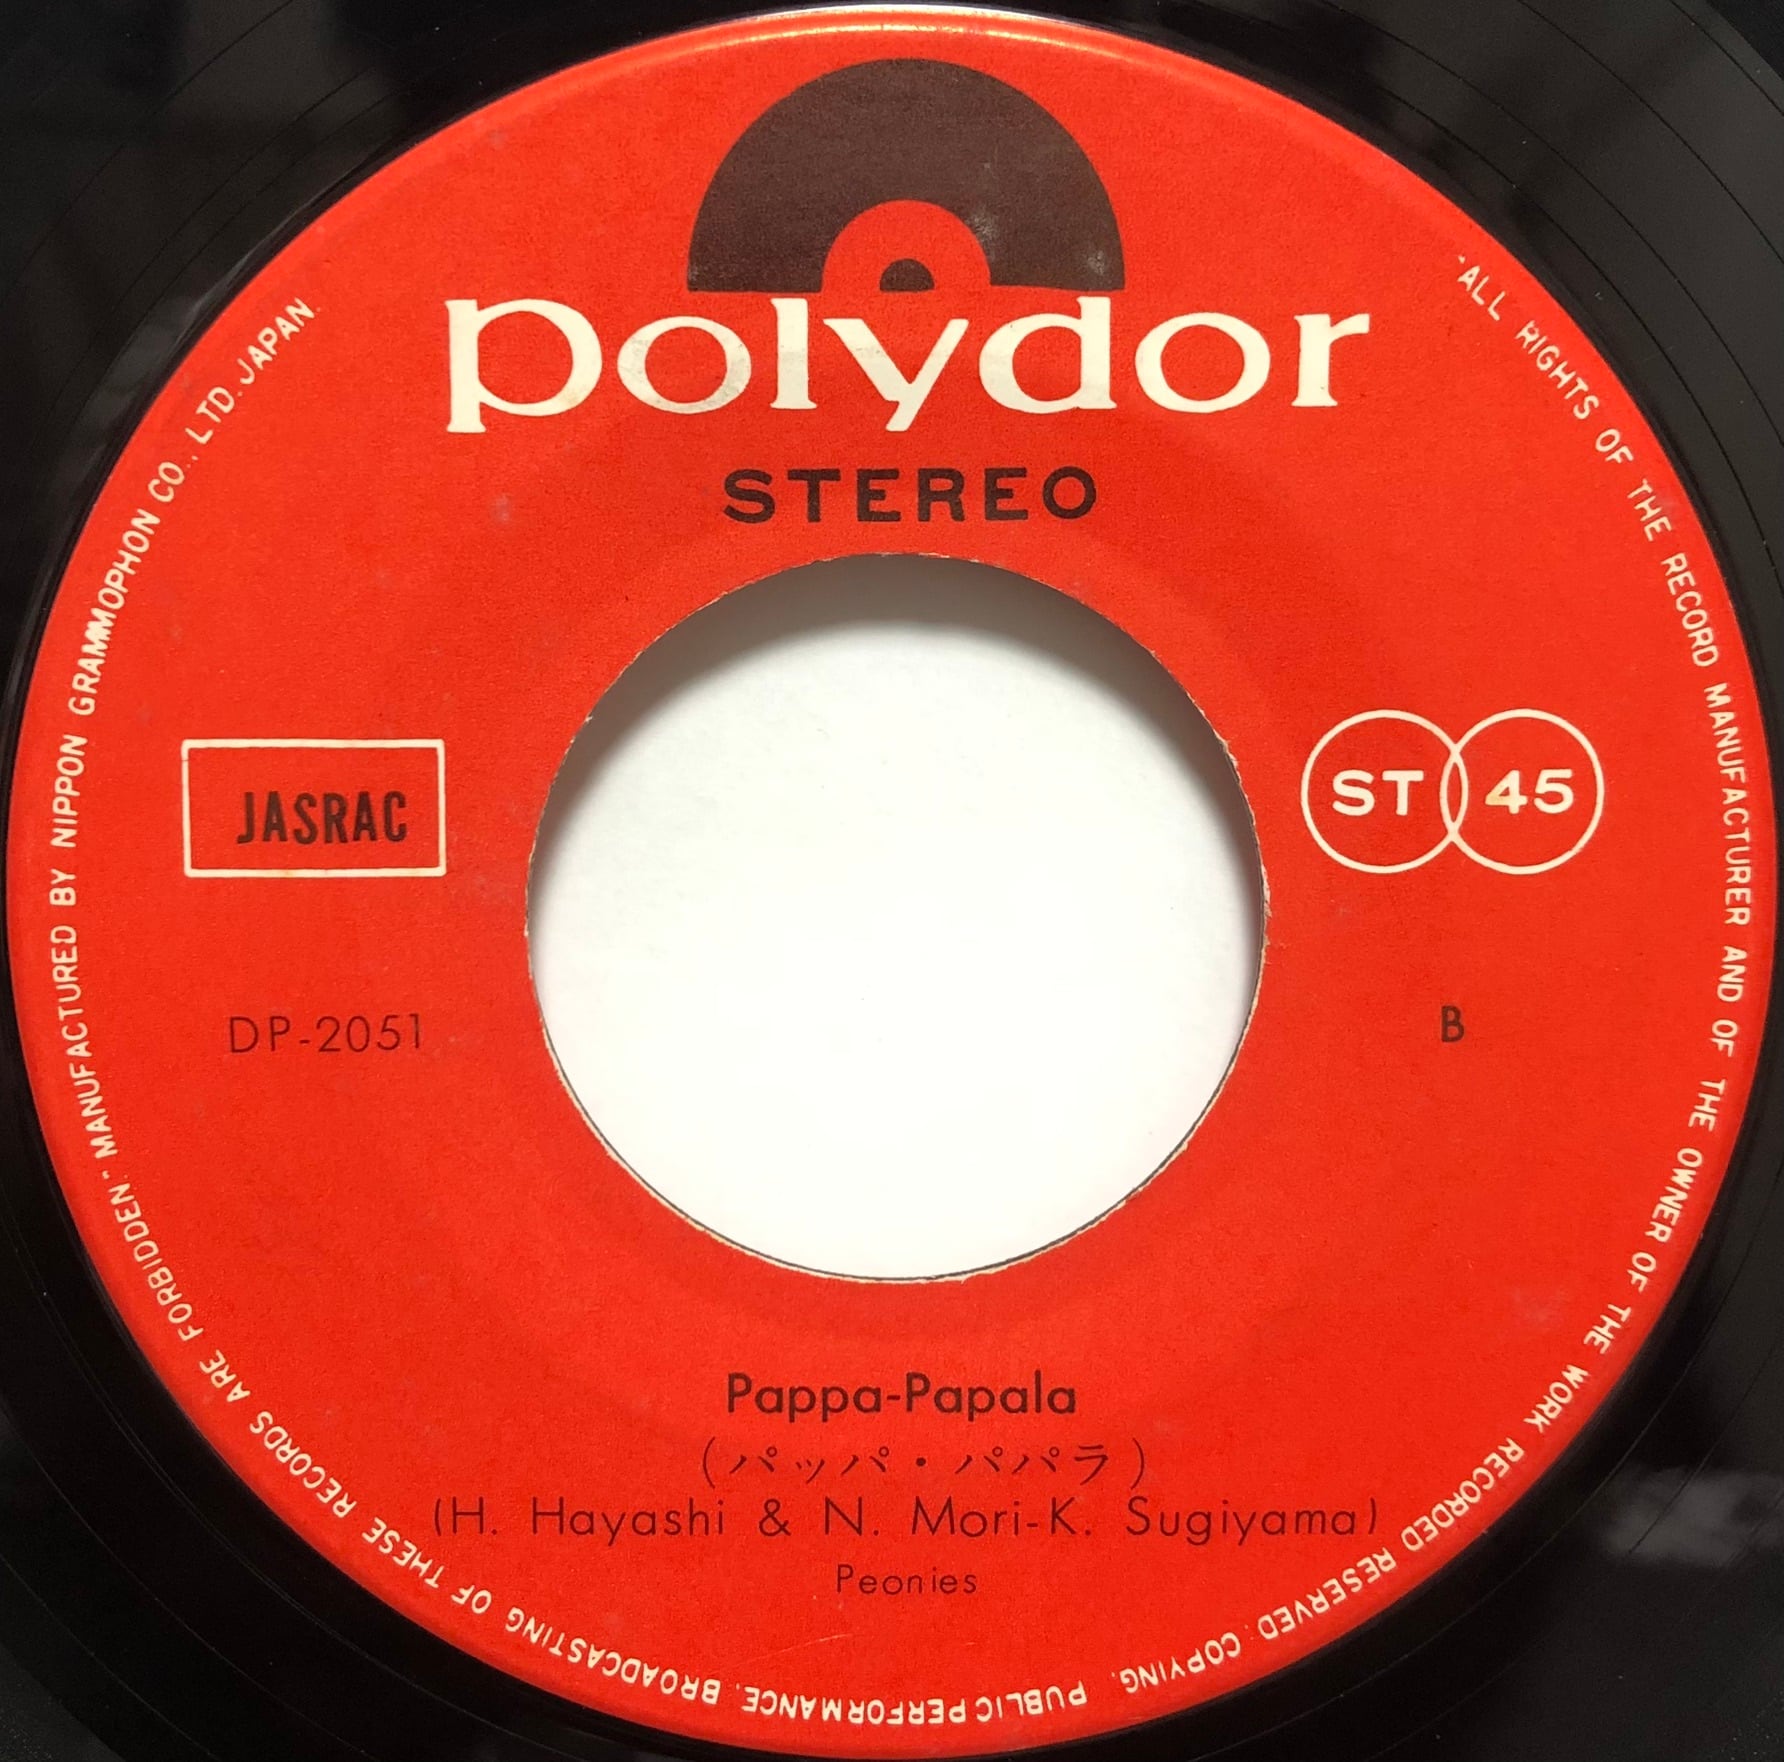 polydor
STEREO
JASRAC
ST 45
DP-2051
B
Pappa-Papala
(パッパ・パパラ)
(H. Hayashi & N. Mori-K. Sugiyama)
Peonies
"ALL RIGHTS OF THE RECORD MANUFACTURER AND OF THE OWNER OF THE WORK RECORDED RESERVED. COPYING, PUBLIC PERFORMANCE, BROADCASTING OF THESE RECORDS ARE FORBIDDEN." MANUFACTURED BY NIPPON GRAMMOPHON CO., LTD. JAPAN